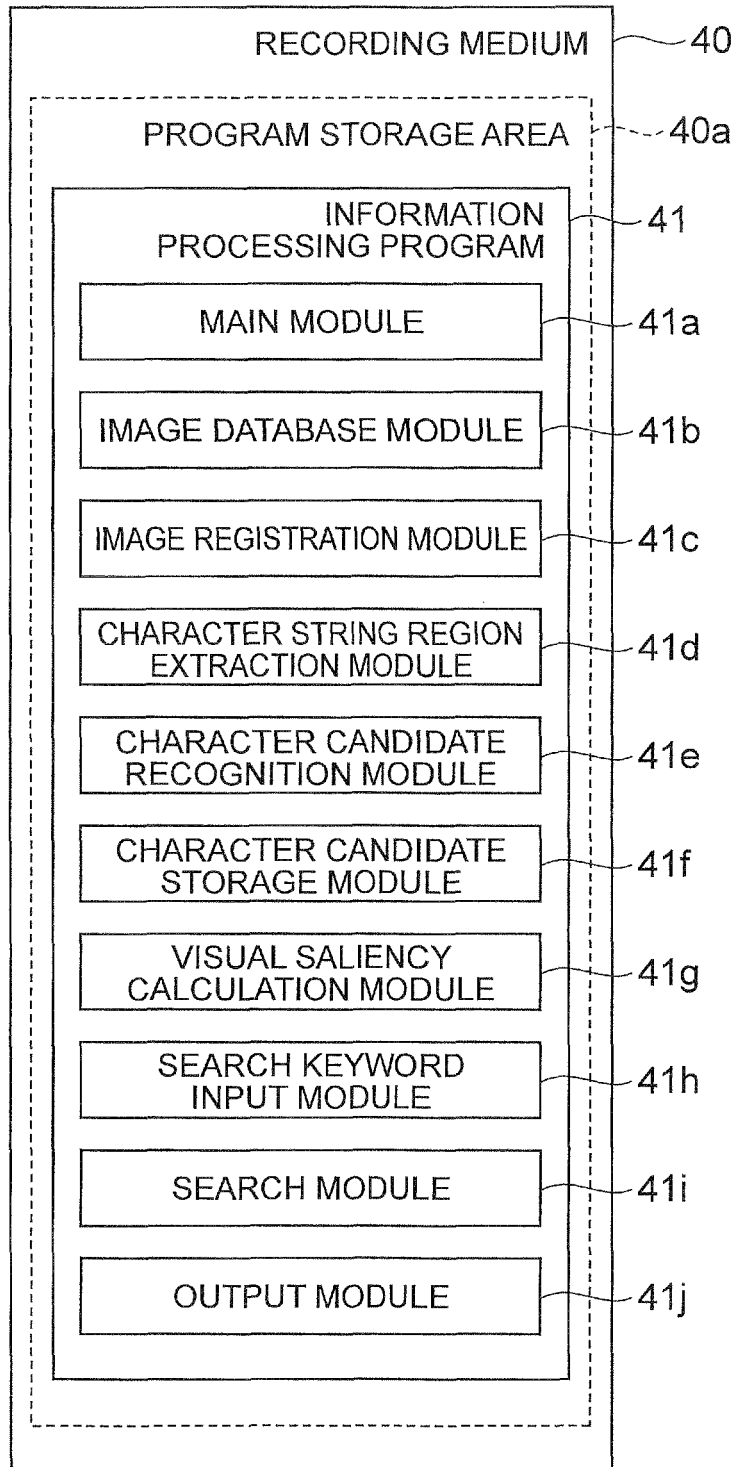 RECORDING MEDIUM 40
PROGRAM STORAGE AREA 40a
INFORMATION 41
PROCESSING PROGRAM
MAIN MODULE 41a
IMAGE DATABASE MODULE 41b
IMAGE REGISTRATION MODULE 41c
CHARACTER STRING REGION
EXTRACTION MODULE 41d
CHARACTER CANDIDATE
RECOGNITION MODULE 41e
CHARACTER CANDIDATE
STORAGE MODULE 41f
VISUAL SALIENCY
CALCULATION MODULE 41g
SEARCH KEYWORD
INPUT MODULE 41h
SEARCH MODULE 41i
OUTPUT MODULE 41j